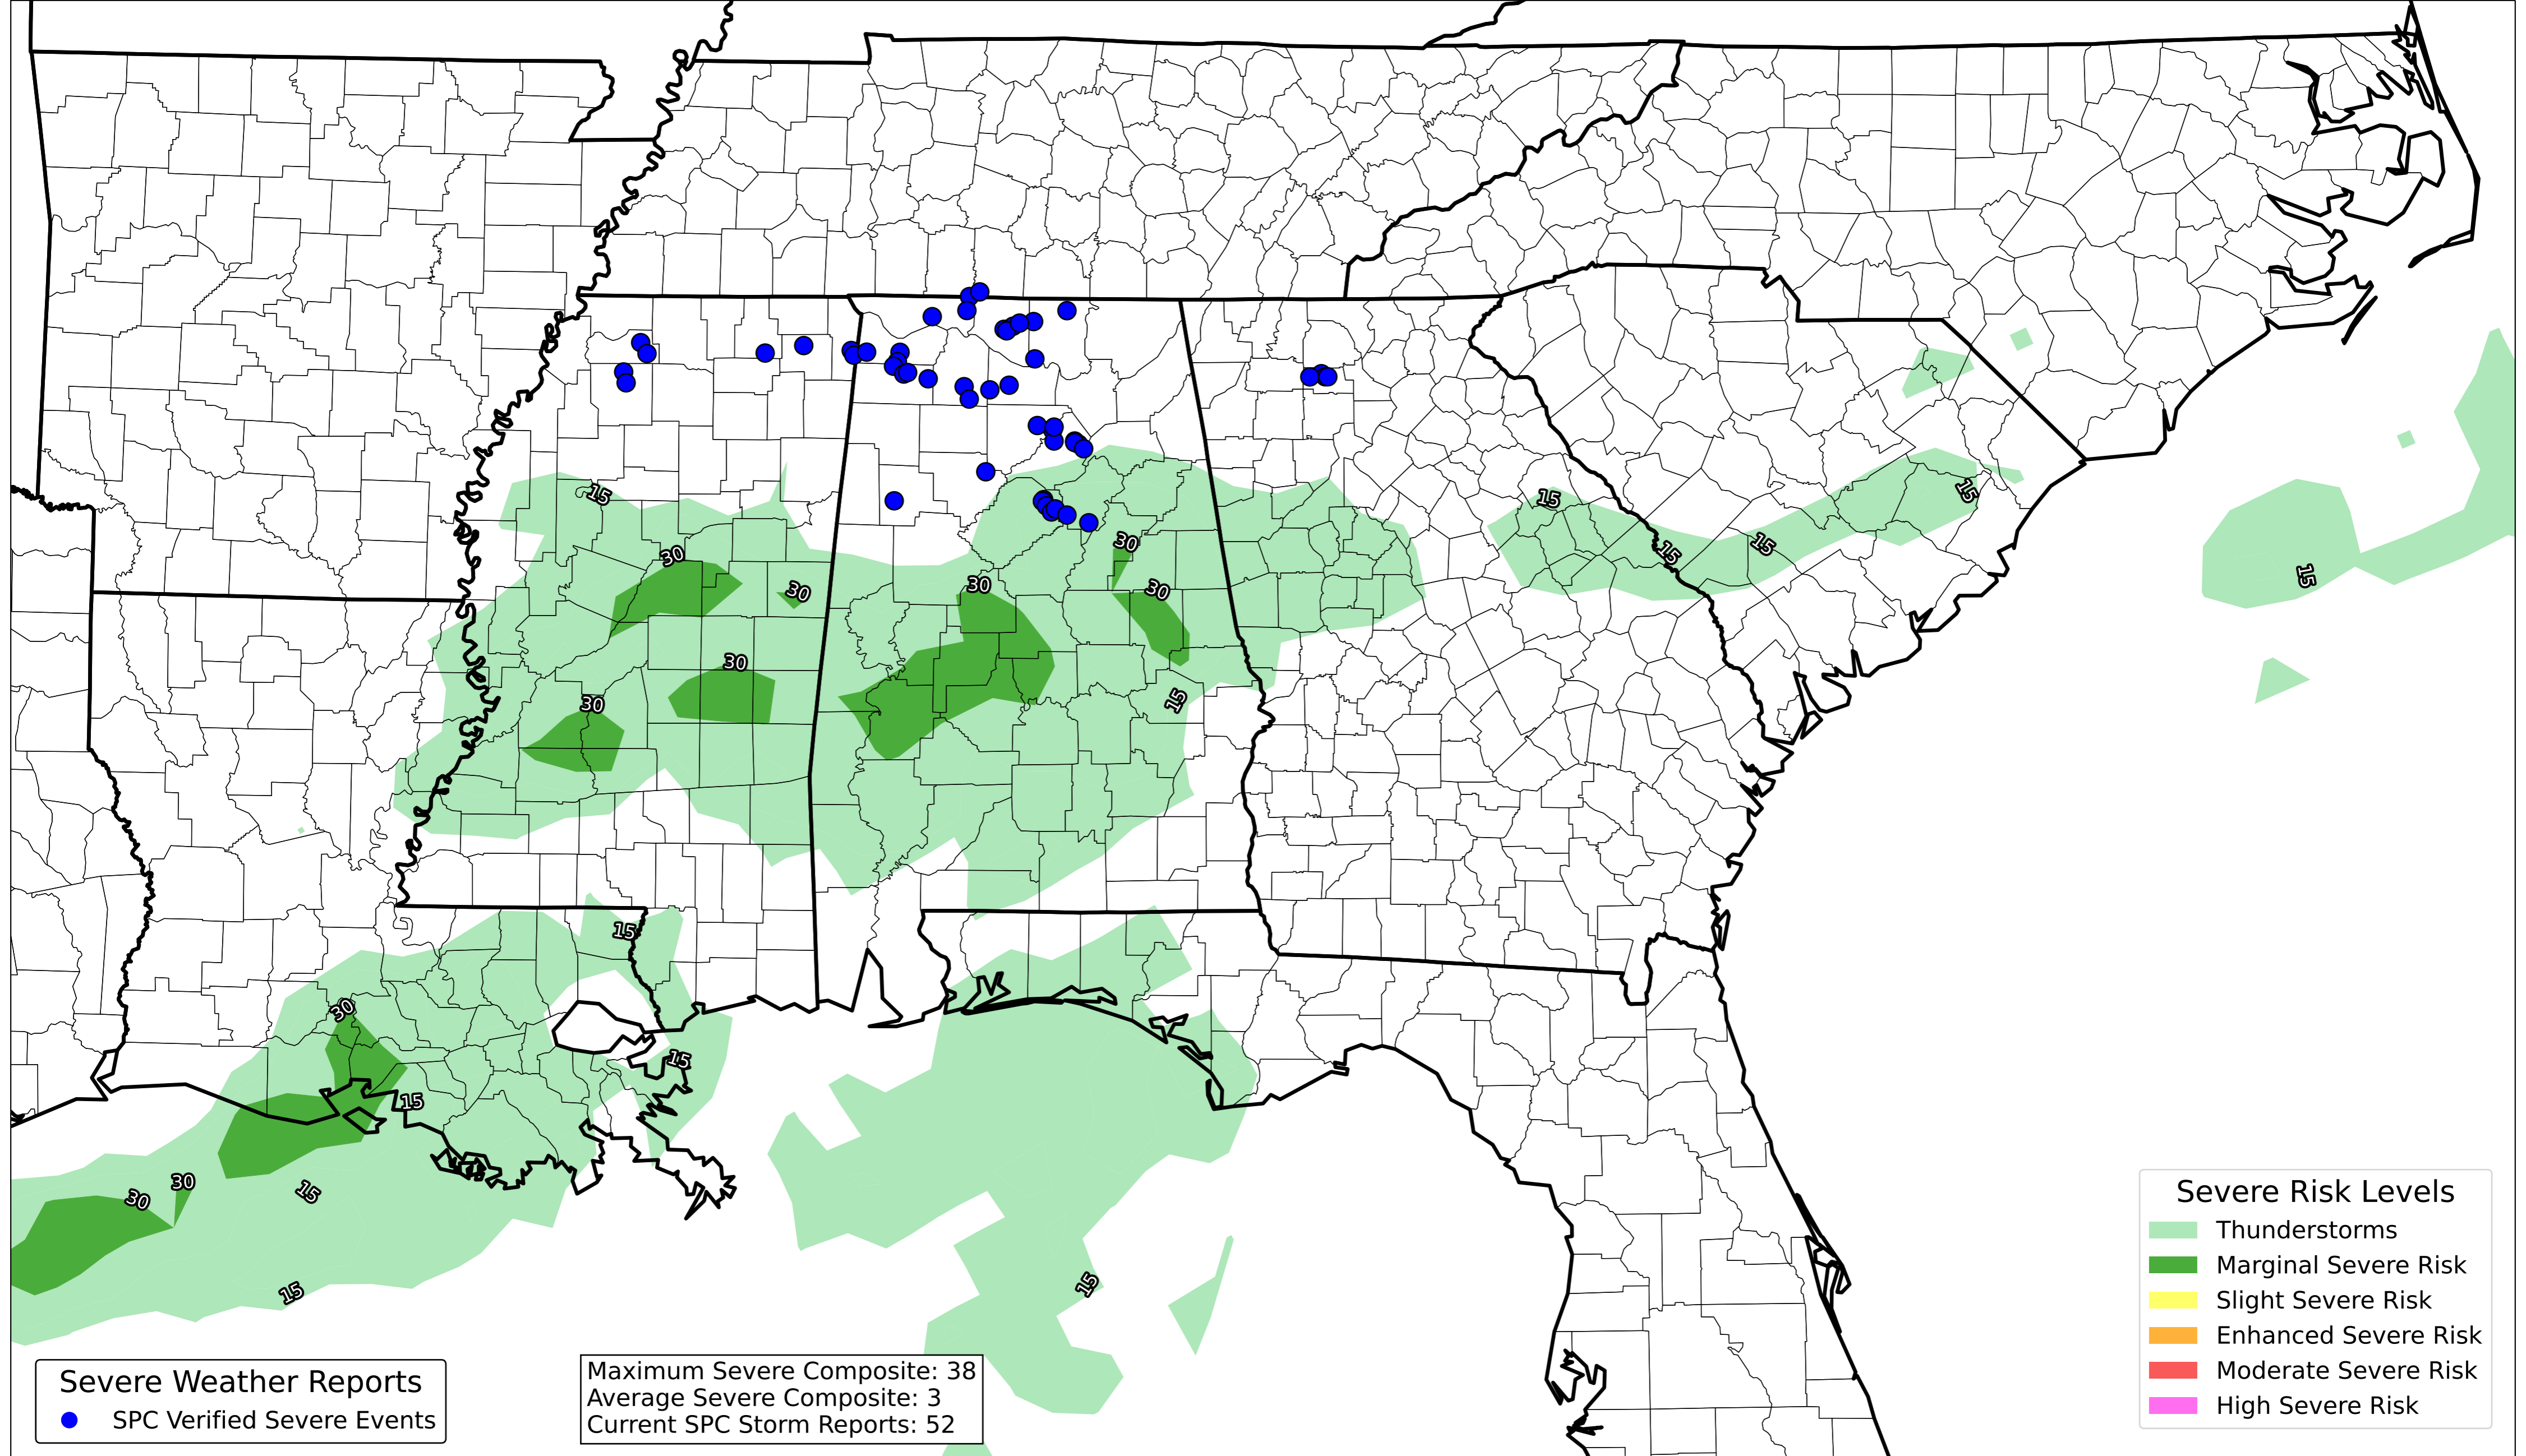 15
15
15
30
30
15
15
15
30
30
30
15
30
30
15
15
30
15
15
30
30
15
15
15
Severe Risk Levels
Thunderstorms
Marginal Severe Risk
Slight Severe Risk
Enhanced Severe Risk
Moderate Severe Risk
High Severe Risk
Severe Weather Reports
SPC Verified Severe Events
Maximum Severe Composite: 38
Average Severe Composite: 3
Current SPC Storm Reports: 52